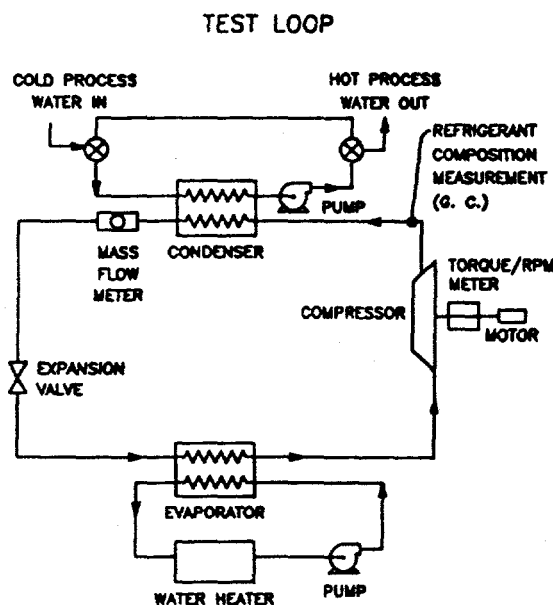 TEST LOOP
COLD PROCESS
WATER IN
HOT PROCESS
WATER OUT
REFRIGERANT
COMPOSITION
MEASUREMENT
(G. C.)
PUMP
CONDENSER
MASS
FLOW
METER
TORQUE/RPM
METER
COMPRESSOR
MOTOR
EXPANSION
VALVE
EVAPORATOR
WATER HEATER
PUMP